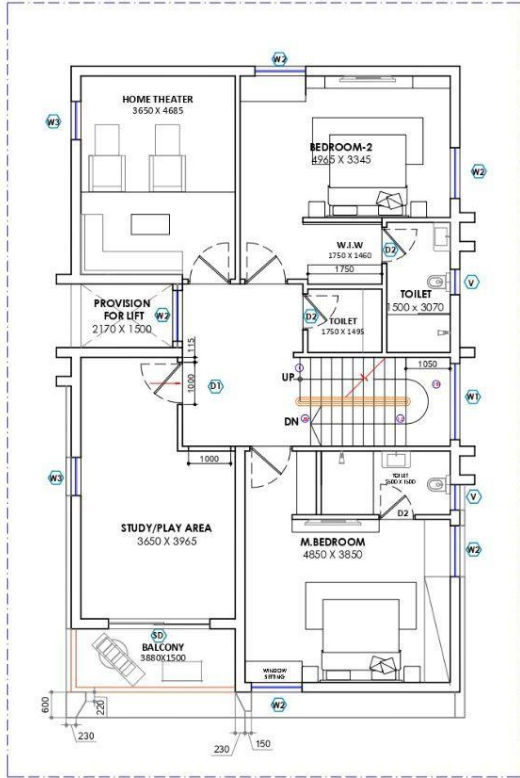 W2
HOME THEATER
3650 X 4685
W3
BEDROOM-2
4965 X 3345
W2
W.I.W
1750 X 1460
1750
D2
TOILET
1500 X 3070
V
PROVISION
FOR LIFT
2170 X 1500
W2
D2
TOILET
1750 X 1495
115
1000
D1
UP
1050
W1
DN
1000
W3
TOILET
V
D2
STUDY/PLAY AREA
3650 X 3965
M.BEDROOM
4850 X 3850
W2
SD
BALCONY
3880X1500
WINDOW
SITTING
W2
600
220
230
230
150